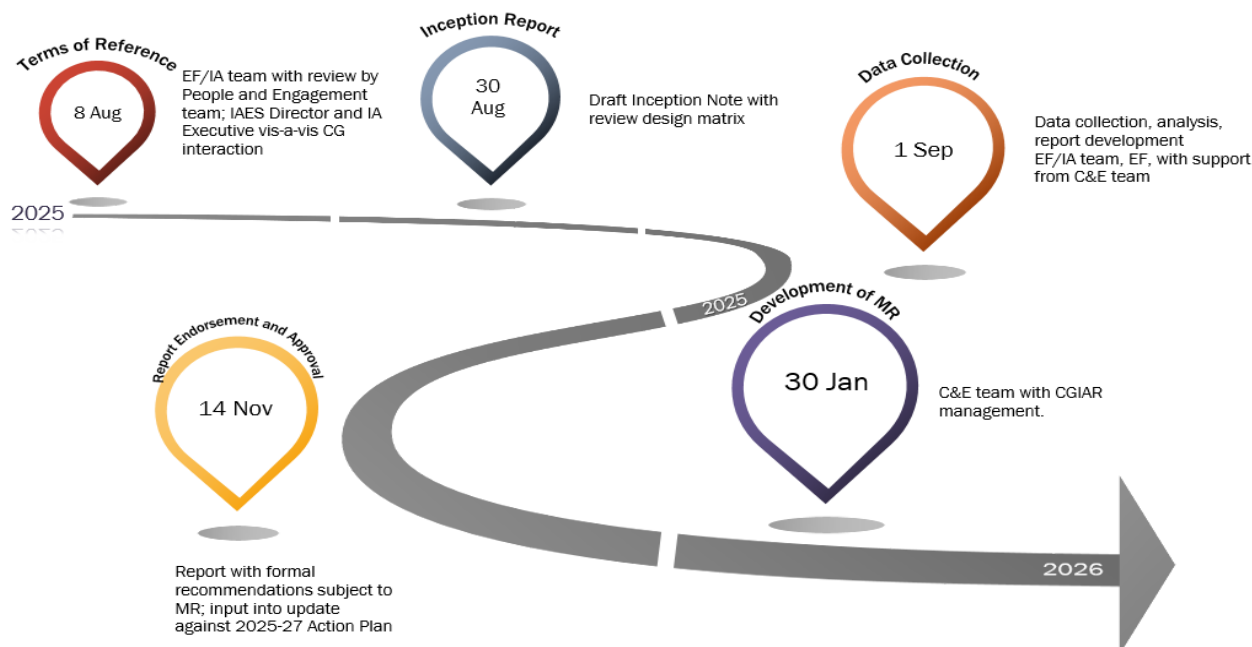 Terms of Reference
8 Aug
EF/IA team with review by
People and Engagement
team; IAES Director and IA
Executive vis-a-vis CG
interaction
Inception Report
30
Aug
Draft Inception Note with
review design matrix
Data Collection
1 Sep
Data collection, analysis,
report development
EF/IA team, EF, with support
from C&E team
2025
2025
Report Endorsement and Approval
14 Nov
Report with formal
recommendations subject to
MR; input into update
against 2025-27 Action Plan
Development of MR
30 Jan
C&E team with CGIAR
management.
2026